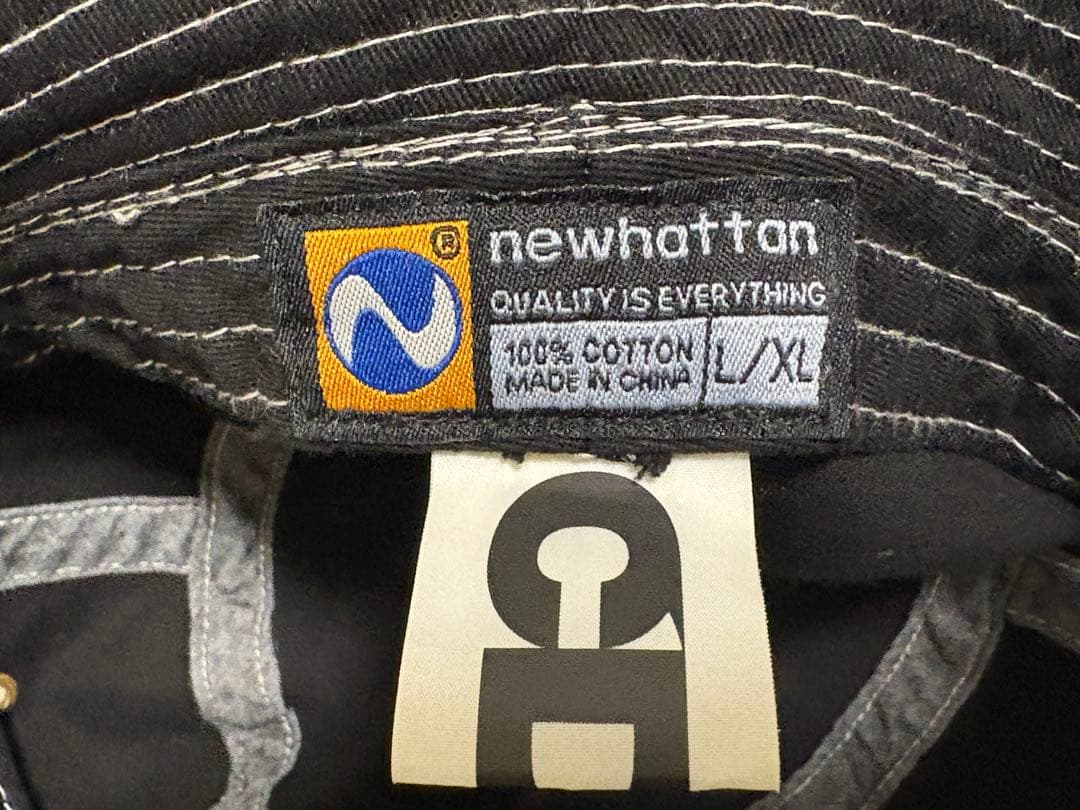 ®
newhattan
QUALITY IS EVERYTHING
100% COTTON
MADE IN CHINA
L/XL